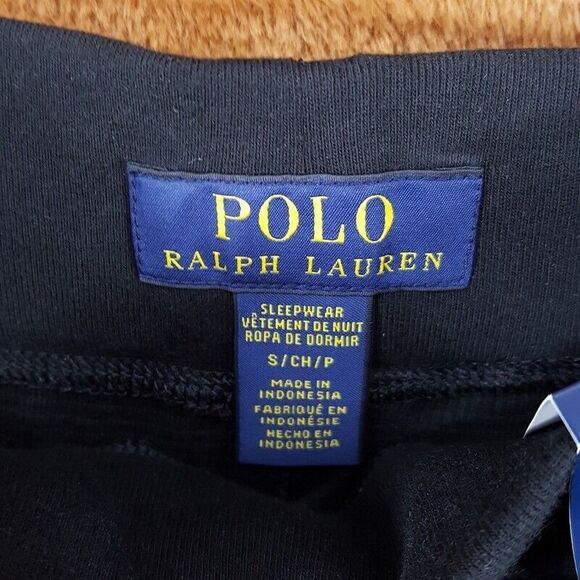 POLO
RALPH LAUREN
SLEEPWEAR
VÊTEMENT DE NUIT
ROPA DE DORMIR
S/CH/P
MADE IN
INDONESIA
FABRIQUÉ EN
INDONÉSIE
HECHO EN
INDONESIA